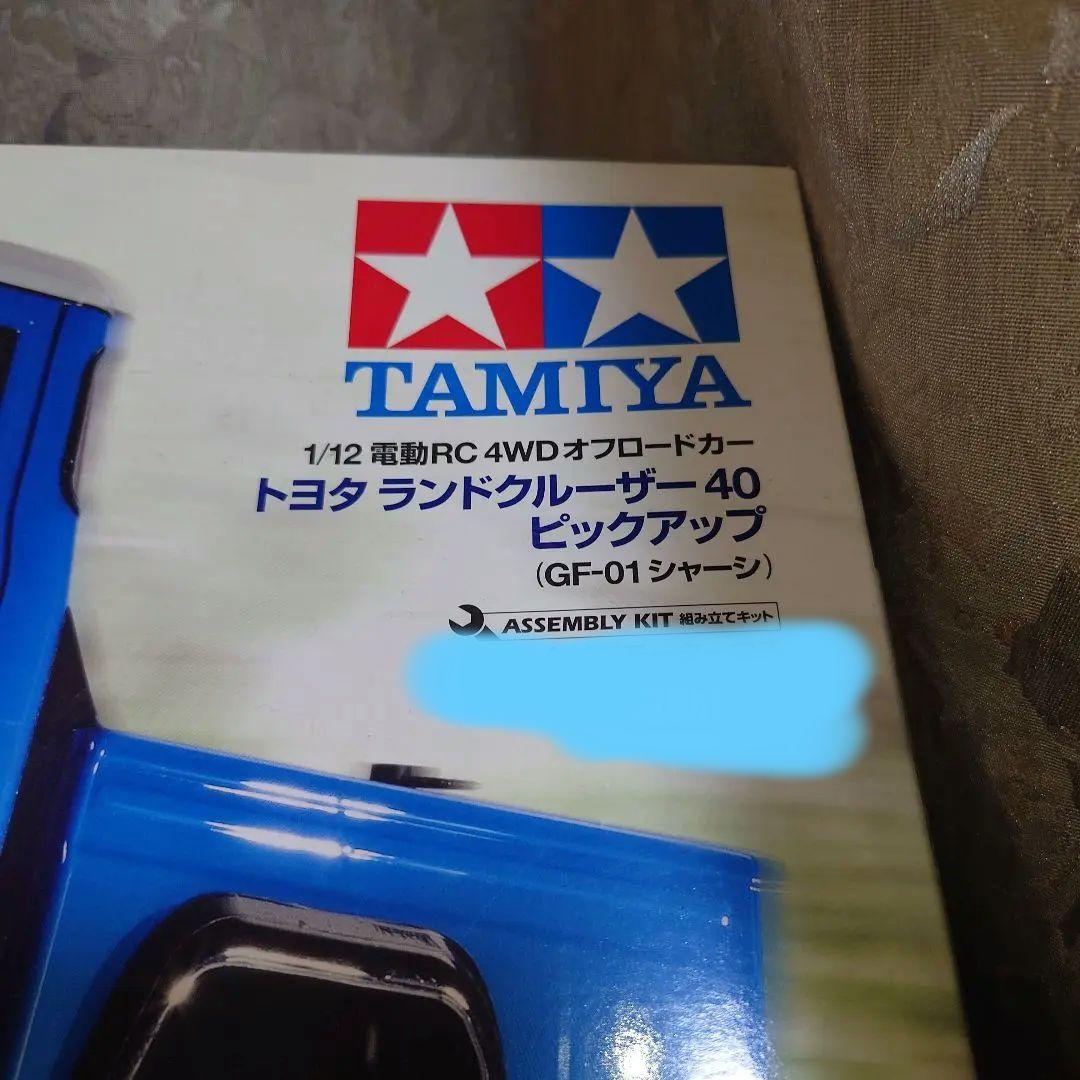 TAMIYA
1/12 電動RC 4WDオフロードカー
トヨタ ランドクルーザー 40
ピックアップ
(GF-01シャーシ)
ASSEMBLY KIT 組み立てキット